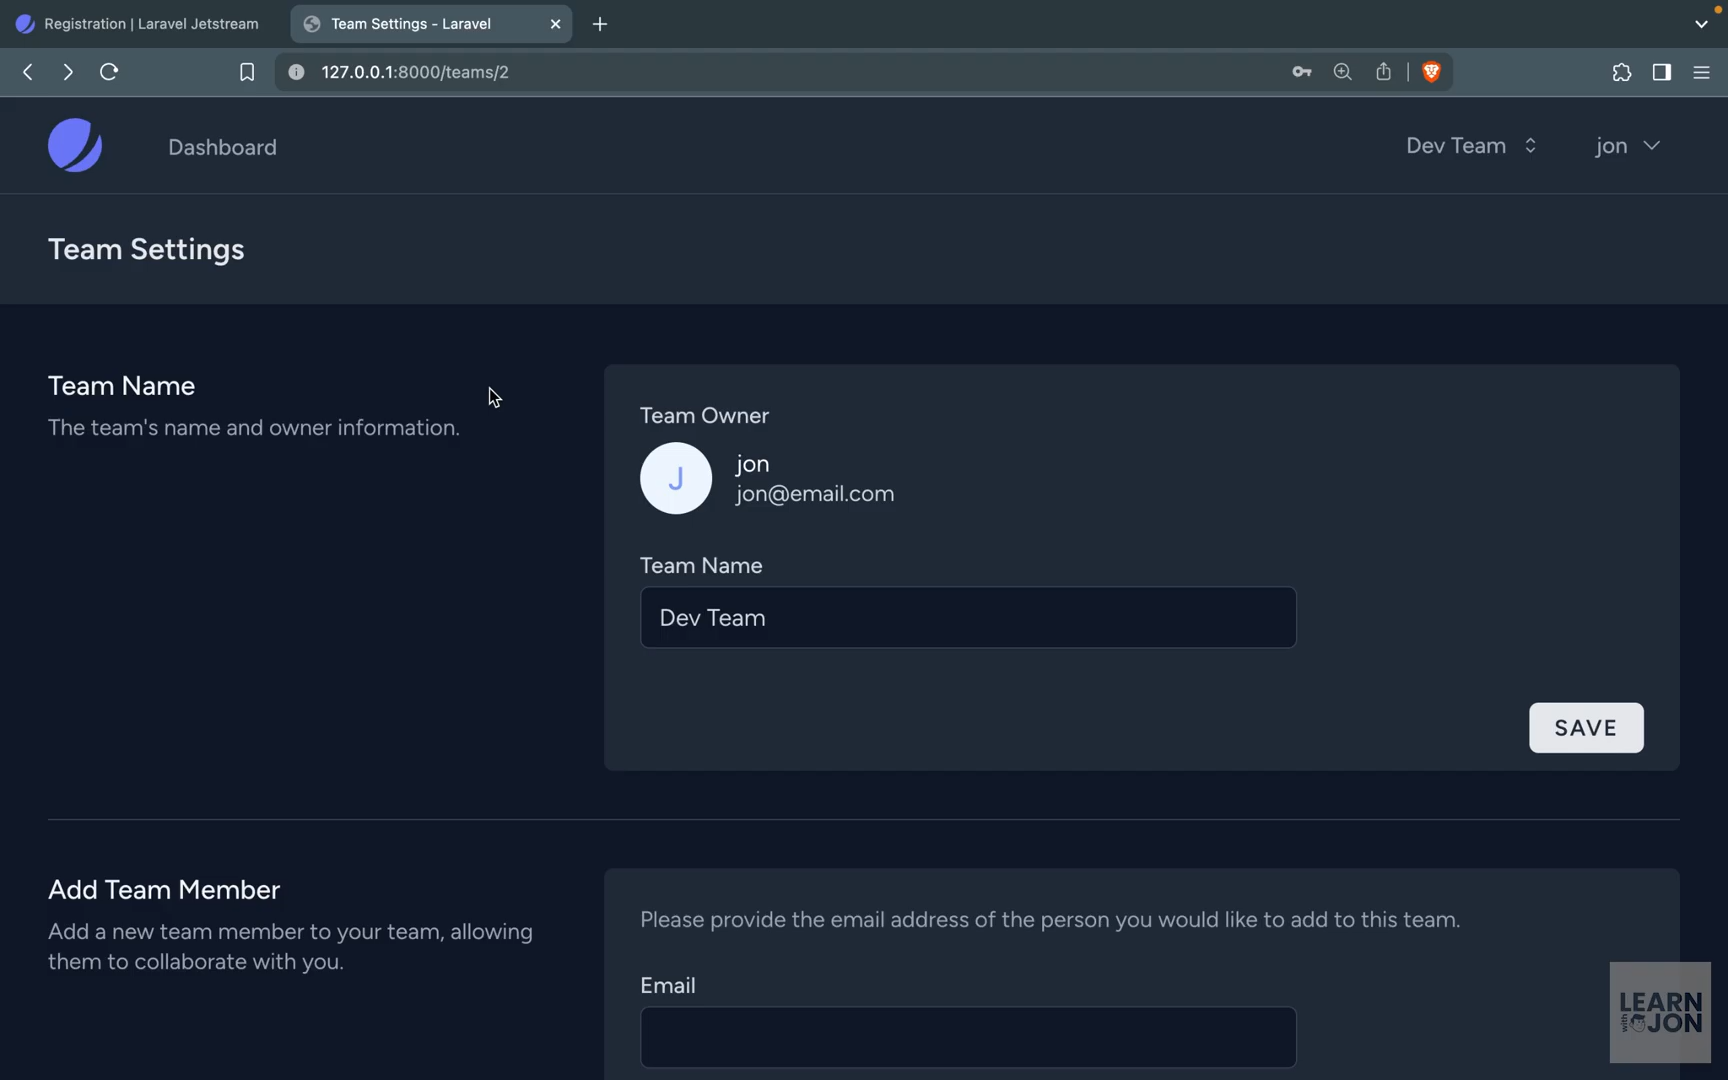 Registration | Laravel Jetstream
Team Settings - Laravel
127.0.0.1:8000/teams/2
Dashboard
Dev Team
jon
Team Settings
Team Name
The team's name and owner information.
Team Owner
J
jon
jon@email.com
Team Name
Dev Team
SAVE
Add Team Member
Add a new team member to your team, allowing
them to collaborate with you.
Please provide the email address of the person you would like to add to this team.
Email
LEARN
with JON